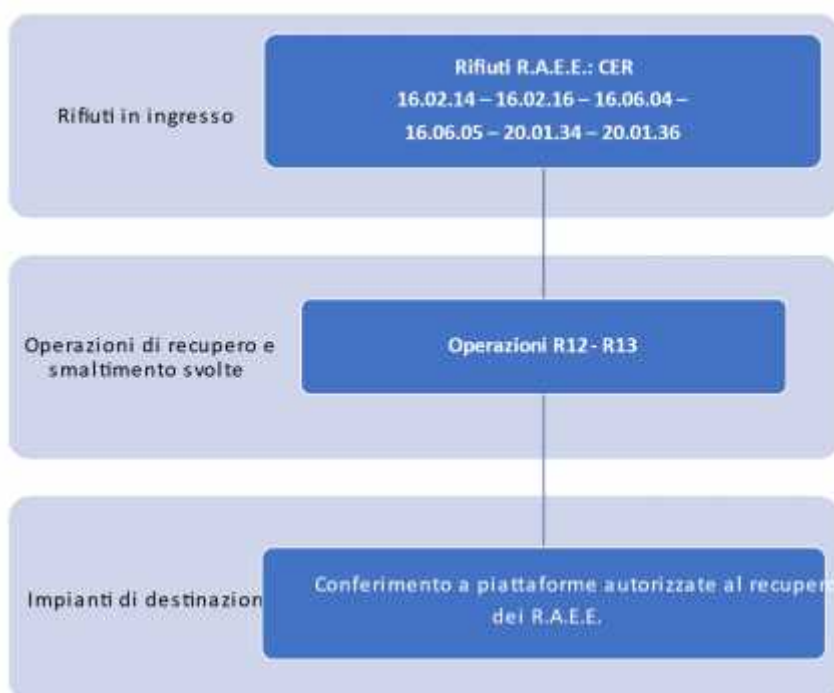 Rifiuti in ingresso
Rifiuti R.A.E.E.: CER
16.02.14 – 16.02.16 – 16.06.04 –
16.06.05 – 20.01.34 – 20.01.36
Operazioni di recupero e
smaltimento svolte
Operazioni R12 - R13
Impianti di destinazion
Conferimento a piattaforme autorizzate al recupero
dei R.A.E.E.